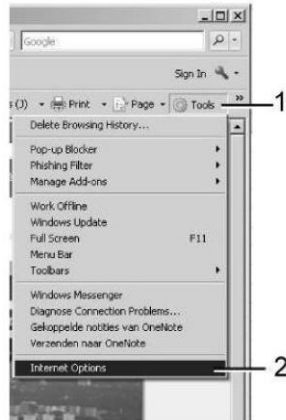 Google
Sign In
s (J) Print Page Tools »
1
Delete Browsing History...
Pop-up Blocker
Phishing Filter
Manage Add-ons
Work Offline
Windows Update
Full Screen F11
Menu Bar
Toolbars
Windows Messenger
Diagnose Connection Problems...
Gekoppelde notities van OneNote
Verzenden naar OneNote
Internet Options
2